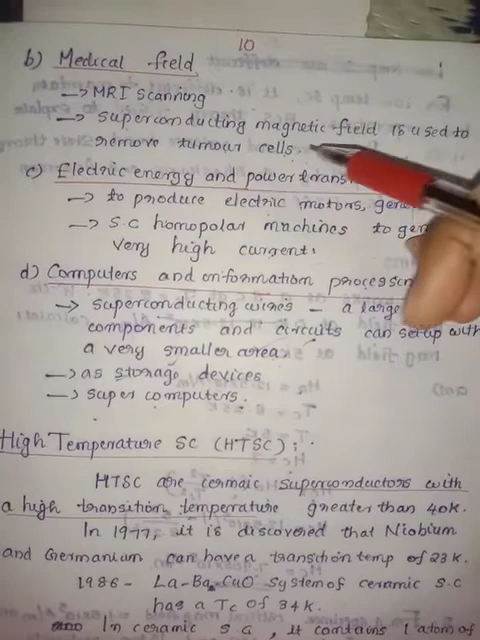 10
b) Medical field
→ MRI scanning
→ superconducting magnetic field is used to
remove tumour cells.
c) Electric energy and power trans
→ to produce electric motors, gen
→ S.C homopolar machines to gen
very high current.
d) Computers and information processin
→ superconducting wires - a large
components and circuits can setup with
a very smaller area
→ as storage devices
→ super computers.
High Temperature SC (HTSC):
HTSC are cermaic superconductors with
a high transition temperature greater than 40K.
In 1977, it is discovered that Niobium
and Germanium can have a transition temp of 23K.
1986 - La-Ba CuO system of ceramic S.C
has a Tc of 34K.
In ceramic S.C, it contains 1 atom of